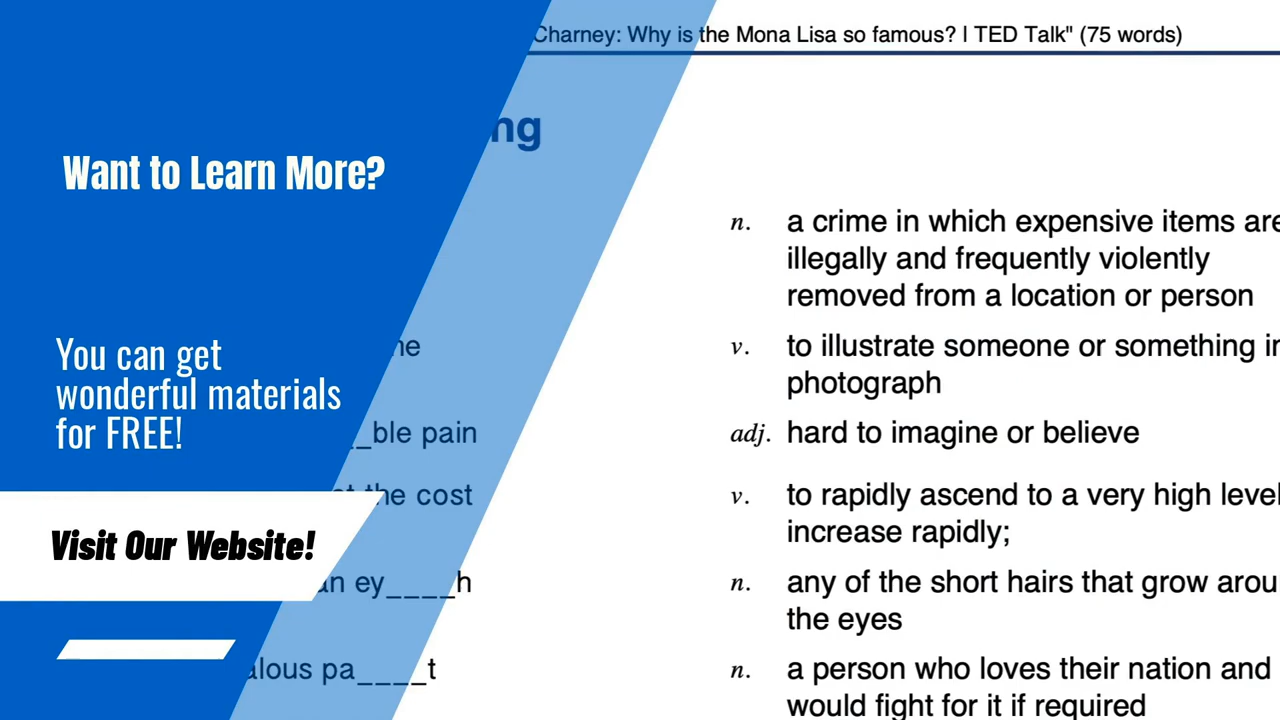 Charney: Why is the Mona Lisa so famous? | TED Talk" (75 words)
Want to Learn More?
You can get
wonderful materials
for FREE!
Visit Our Website!
ng
n. a crime in which expensive items are
illegally and frequently violently
removed from a location or person
v. to illustrate someone or something in
photograph
_ble pain adj. hard to imagine or believe
the cost v. to rapidly ascend to a very high level
increase rapidly;
an ey____h n. any of the short hairs that grow arou
the eyes
alous pa____t n. a person who loves their nation and
would fight for it if required